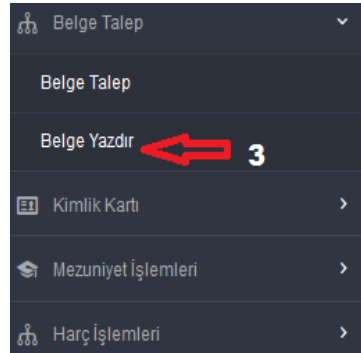 Belge Talep
Belge Talep
Belge Yazdır
3
Kimlik Kartı
Mezuniyet İşlemleri
Harç İşlemleri